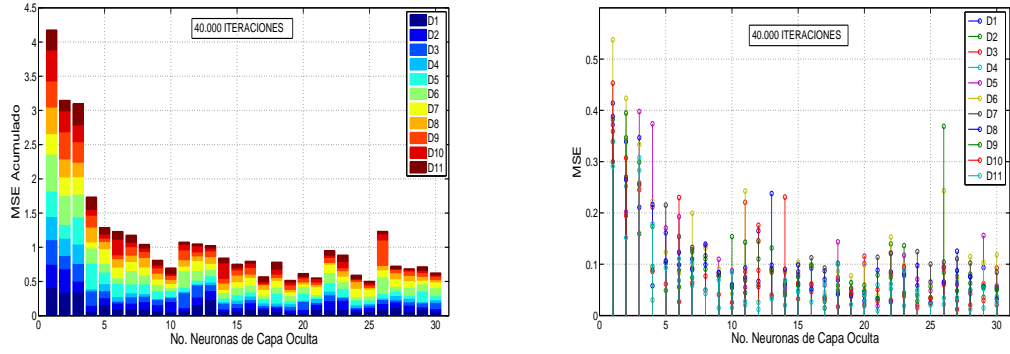 4.5
4
3.5
3
2.5
2
1.5
1
0.5
0
MSE Acumulado
40.000 ITERACIONES
D1
D2
D3
D4
D5
D6
D7
D8
D9
D10
D11
0 5 10 15 20 25 30
No. Neuronas de Capa Oculta
0.6
0.5
0.4
0.3
0.2
0.1
0
MSE
40.000 ITERACIONES
D1
D2
D3
D4
D5
D6
D7
D8
D9
D10
D11
0 5 10 15 20 25 30
No. Neuronas de Capa Oculta